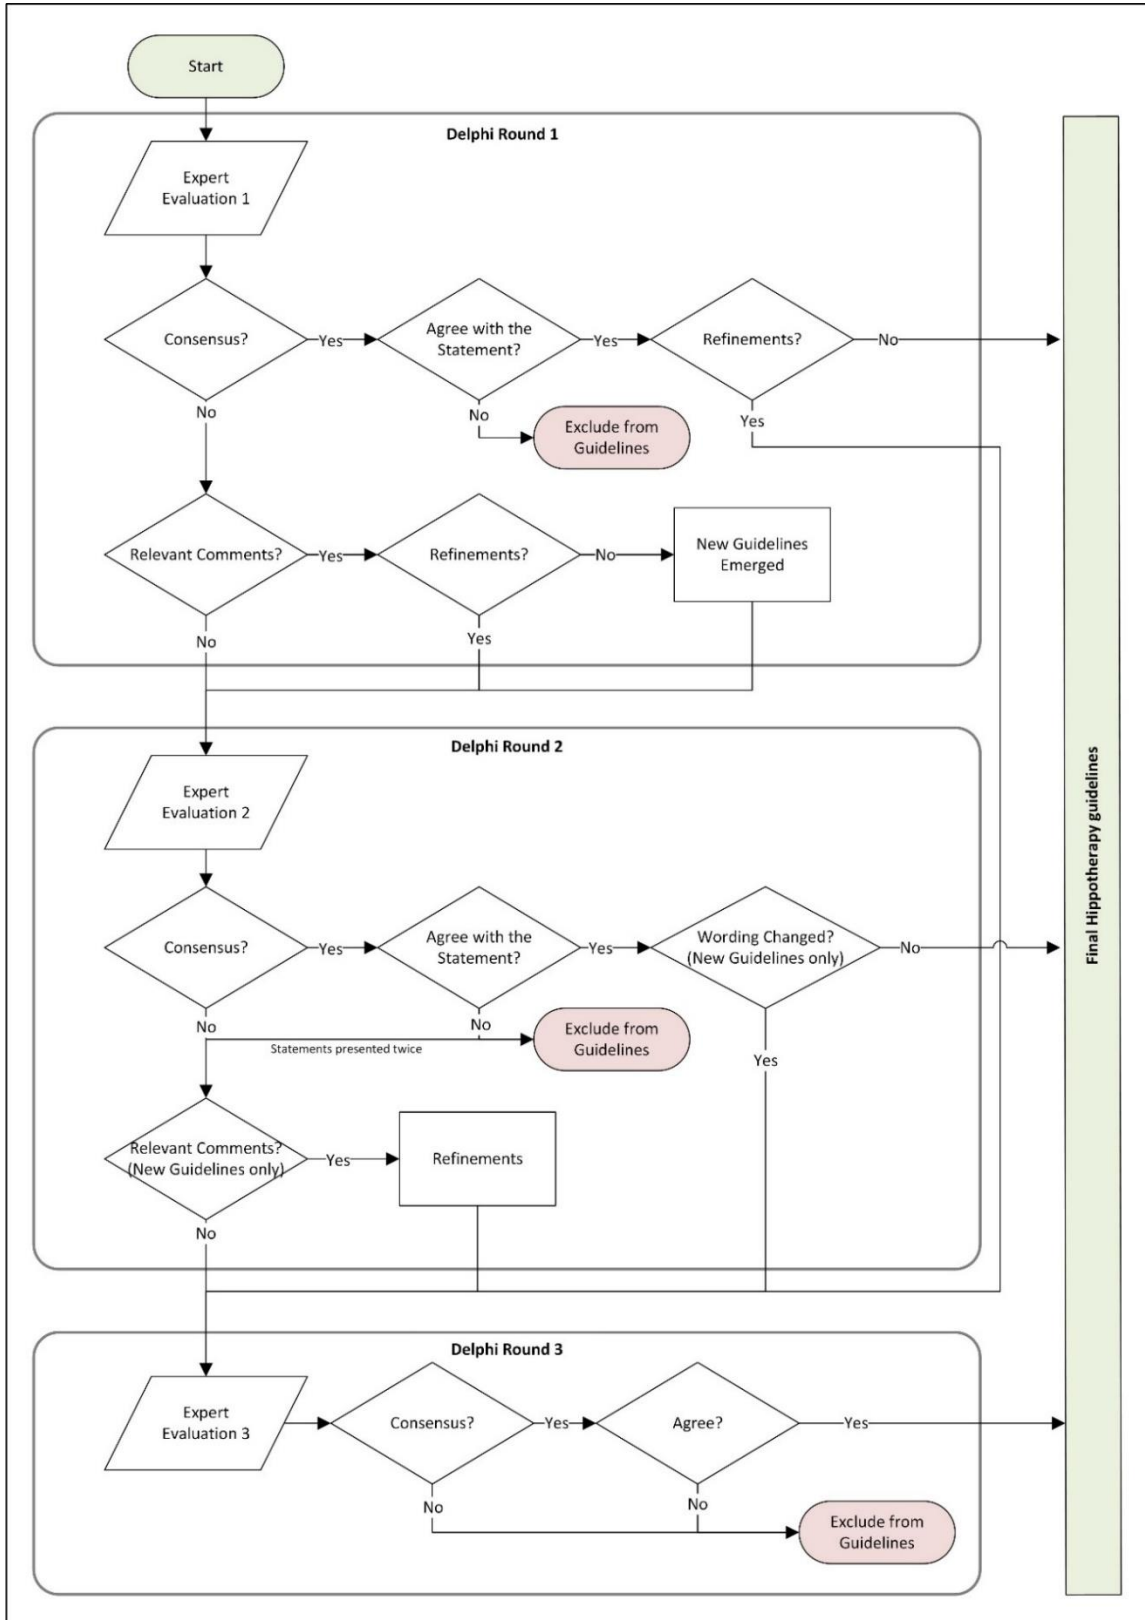 Start
Delphi Round 1
Expert
Evaluation 1
Consensus?
Yes
Agree with the
Statement?
Yes
Refinements?
No
No
No
Exclude from
Guidelines
Yes
Relevant Comments?
Yes
Refinements?
No
New Guidelines
Emerged
No
Yes
Delphi Round 2
Expert
Evaluation 2
Consensus?
Yes
Agree with the
Statement?
Yes
Wording Changed?
(New Guidelines only)
No
No
No
Statements presented twice
Exclude from
Guidelines
Yes
Relevant Comments?
(New Guidelines only)
Yes
Refinements
No
Delphi Round 3
Expert
Evaluation 3
Consensus?
Yes
Agree?
Yes
No
No
Exclude from
Guidelines
Final Hippotherapy guidelines